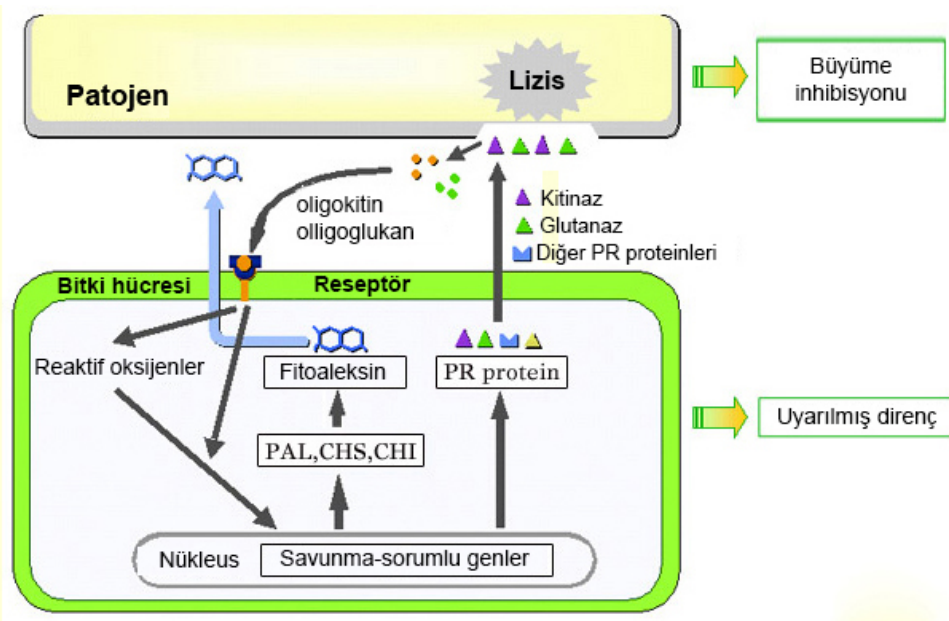 Patojen
Lizis
Büyüme
inhibisyonu
oligokitin
olligoglukan
Kitinaz
Glutanaz
Diğer PR proteinleri
Bitki hücresi
Reseptör
Reaktif oksijenler
Fitoaleksin
PR protein
Uyarılmış direnç
PAL,CHS,CHI
Nükleus
Savunma-sorumlu genler